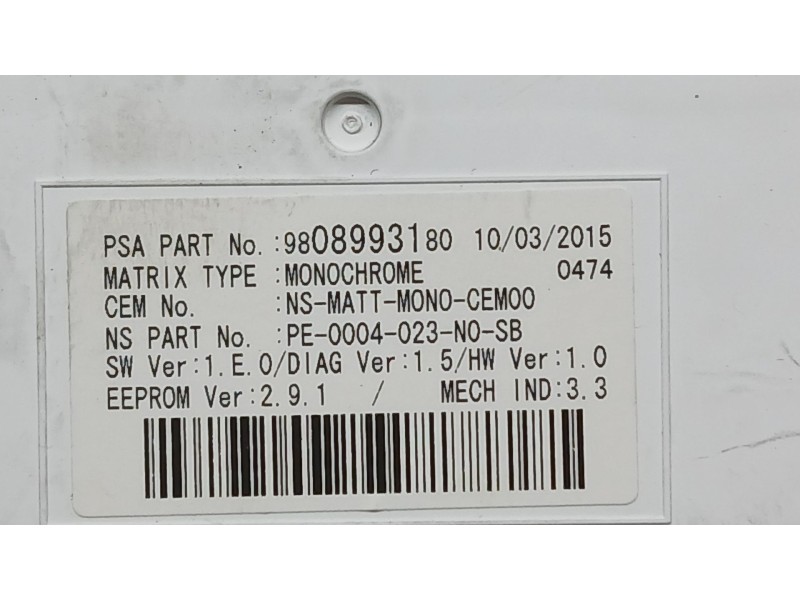 PSA PART No.:9808993180 10/03/2015
MATRIX TYPE:MONOCHROME 0474
CEM No. :NS-MATT-MONO-CEM00
NS PART No. :PE-0004-023-NO-SB
SW Ver:1.E.0/DIAG Ver:1.5/HW Ver:1.0
EEPROM Ver:2.9.1 / MECH IND:3.3